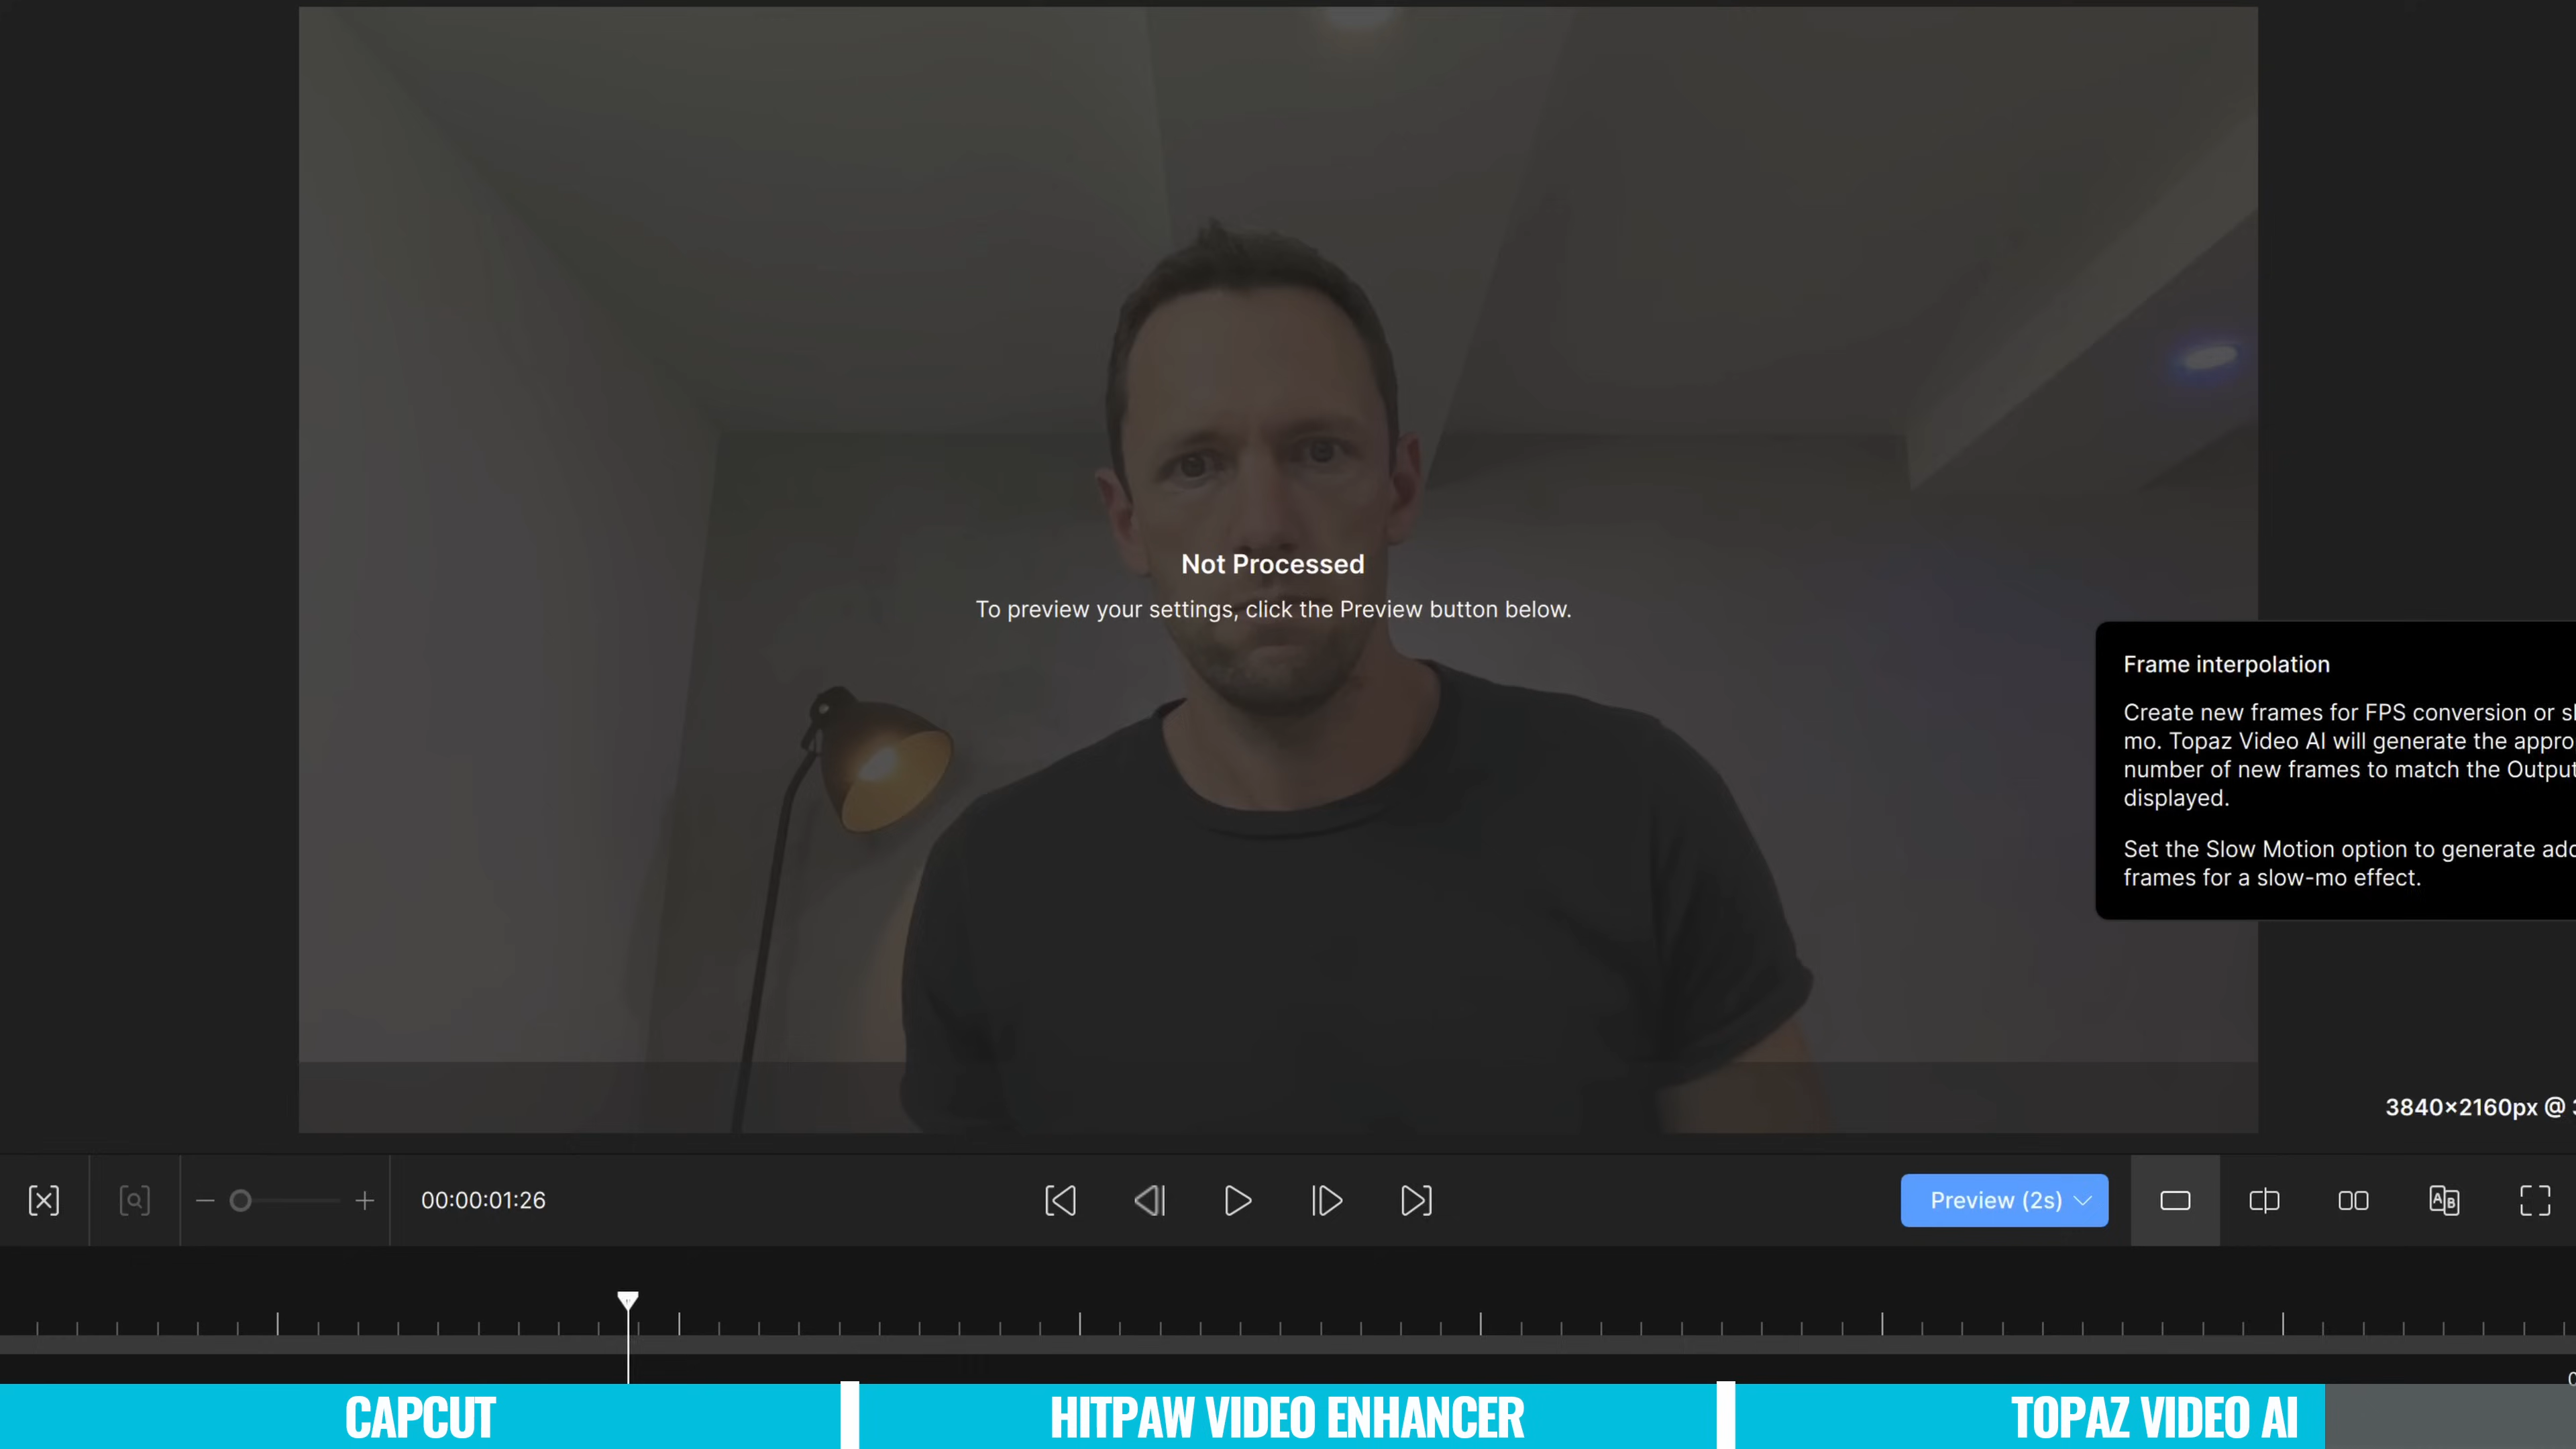 Not Processed
To preview your settings, click the Preview button below.
Frame interpolation
Create new frames for FPS conversion or
mo. Topaz Video AI will generate the
number of new frames to match the Output
displayed.
Set the Slow Motion option to generate
frames for a slow-mo effect.
3840×2160px @
00:00:01:26
Preview (2s)
A B
CAPCUT
HITPAW VIDEO ENHANCER
TOPAZ VIDEO AI